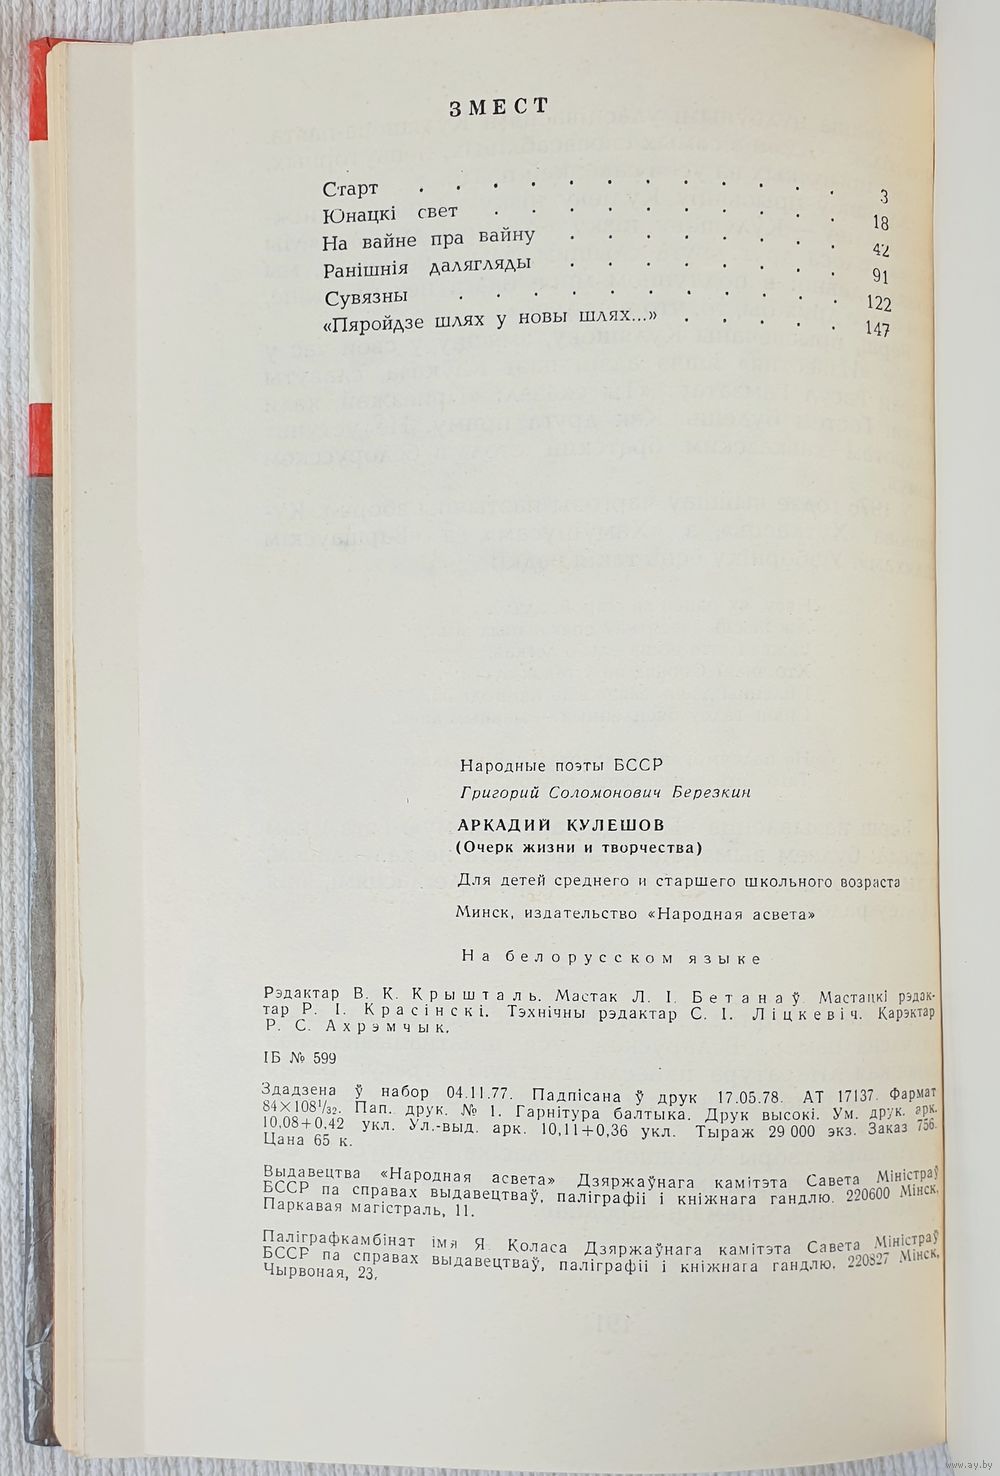 ЗМЕСТ
Старт . . . . . . . . . . . . 3
Юнацкі свет . . . . . . . . . . 18
На вайне пра вайну . . . . . . . . 42
Ранішнія далягляды . . . . . . . . 91
Сувязны . . . . . . . . . . . 122
«Пяройдзе шлях у новы шлях...» . . . . . . 147
Народные поэты БССР
Григорий Соломонович Березкин
АРКАДИЙ КУЛЕШОВ
(Очерк жизни и творчества)
Для детей среднего и старшего школьного возраста
Минск, издательство «Народная асвета»
На белорусском языке
Рэдактар В. К. Крышталь. Мастак Л. І. Бетанаў. Мастацкі рэдак-
тар Р. І. Красінскі. Тэхнічны рэдактар С. І. Ліцкевіч. Карэктар
Р. С. Ахрэмчык.
ІБ № 599
Здадзена ў набор 04.11.77. Падпісана ў друк 17.05.78. АТ 17137. Фармат
84×108¹/₃₂. Пап. друк. № 1. Гарнітура балтыка. Друк высокі. Ум. друк. арк.
10,08+0,42 укл. Ул.-выд. арк. 10,11+0,36 укл. Тыраж 29 000 экз. Заказ 756.
Цана 65 к.
Выдавецтва «Народная асвета» Дзяржаўнага камітэта Савета Міністраў
БССР па справах выдавецтваў, паліграфіі і кніжнага гандлю. 220600 Мінск,
Паркавая магістраль, 11.
Паліграфкамбінат імя Я. Коласа Дзяржаўнага камітэта Савета Міністраў
БССР па справах выдавецтваў, паліграфіі і кніжнага гандлю. 220827 Мінск,
Чырвоная, 23.
www.ay.by